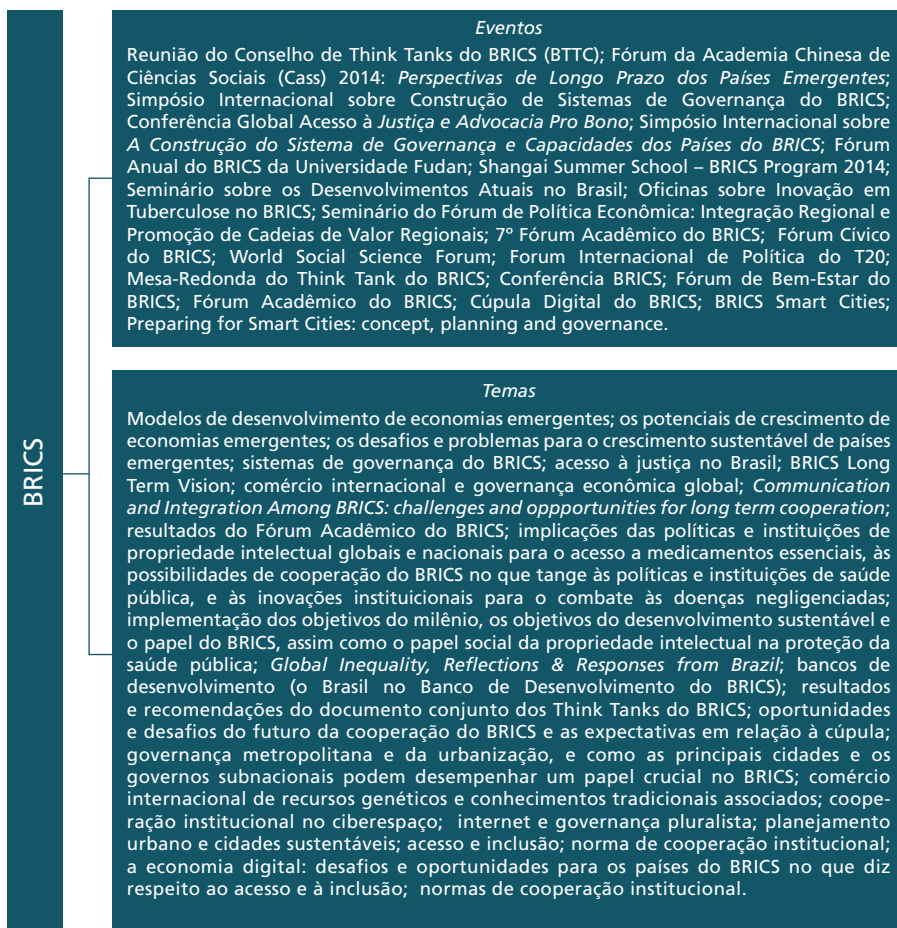 BRICS
Eventos
Reunião do Conselho de Think Tanks do BRICS (BTTC); Fórum da Academia Chinesa de
Ciências Sociais (Cass) 2014: Perspectivas de Longo Prazo dos Países Emergentes;
Simpósio Internacional sobre Construção de Sistemas de Governança do BRICS;
Conferência Global Acesso à Justiça e Advocacia Pro Bono; Simpósio Internacional sobre
A Construção do Sistema de Governança e Capacidades dos Países do BRICS; Fórum
Anual do BRICS da Universidade Fudan; Shangai Summer School – BRICS Program 2014;
Seminário sobre os Desenvolvimentos Atuais no Brasil; Oficinas sobre Inovação em
Tuberculose no BRICS; Seminário do Fórum de Política Econômica: Integração Regional e
Promoção de Cadeias de Valor Regionais; 7º Fórum Acadêmico do BRICS; Fórum Cívico
do BRICS; World Social Science Forum; Forum Internacional de Política do T20;
Mesa-Redonda do Think Tank do BRICS; Conferência BRICS; Fórum de Bem-Estar do
BRICS; Fórum Acadêmico do BRICS; Cúpula Digital do BRICS; BRICS Smart Cities;
Preparing for Smart Cities: concept, planning and governance.
Temas
Modelos de desenvolvimento de economias emergentes; os potenciais de crescimento de
economias emergentes; os desafios e problemas para o crescimento sustentável de países
emergentes; sistemas de governança do BRICS; acesso à justiça no Brasil; BRICS Long
Term Vision; comércio internacional e governança econômica global; Communication
and Integration Among BRICS: challenges and oppportunities for long term cooperation;
resultados do Fórum Acadêmico do BRICS; implicações das políticas e instituições de
propriedade intelectual globais e nacionais para o acesso a medicamentos essenciais, às
possibilidades de cooperação do BRICS no que tange às políticas e instituições de saúde
pública, e às inovações instituicionais para o combate às doenças negligenciadas;
implementação dos objetivos do milênio, os objetivos do desenvolvimento sustentável e
o papel do BRICS, assim como o papel social da propriedade intelectual na proteção da
saúde pública; Global Inequality, Reflections & Responses from Brazil; bancos de
desenvolvimento (o Brasil no Banco de Desenvolvimento do BRICS); resultados
e recomendações do documento conjunto dos Think Tanks do BRICS; oportunidades
e desafios do futuro da cooperação do BRICS e as expectativas em relação à cúpula;
governança metropolitana e da urbanização, e como as principais cidades e os
governos subnacionais podem desempenhar um papel crucial no BRICS; comércio
internacional de recursos genéticos e conhecimentos tradicionais associados; coope-
ração institucional no ciberespaço; internet e governança pluralista; planejamento
urbano e cidades sustentáveis; acesso e inclusão; norma de cooperação institucional;
a economia digital: desafios e oportunidades para os países do BRICS no que diz
respeito ao acesso e à inclusão; normas de cooperação institucional.